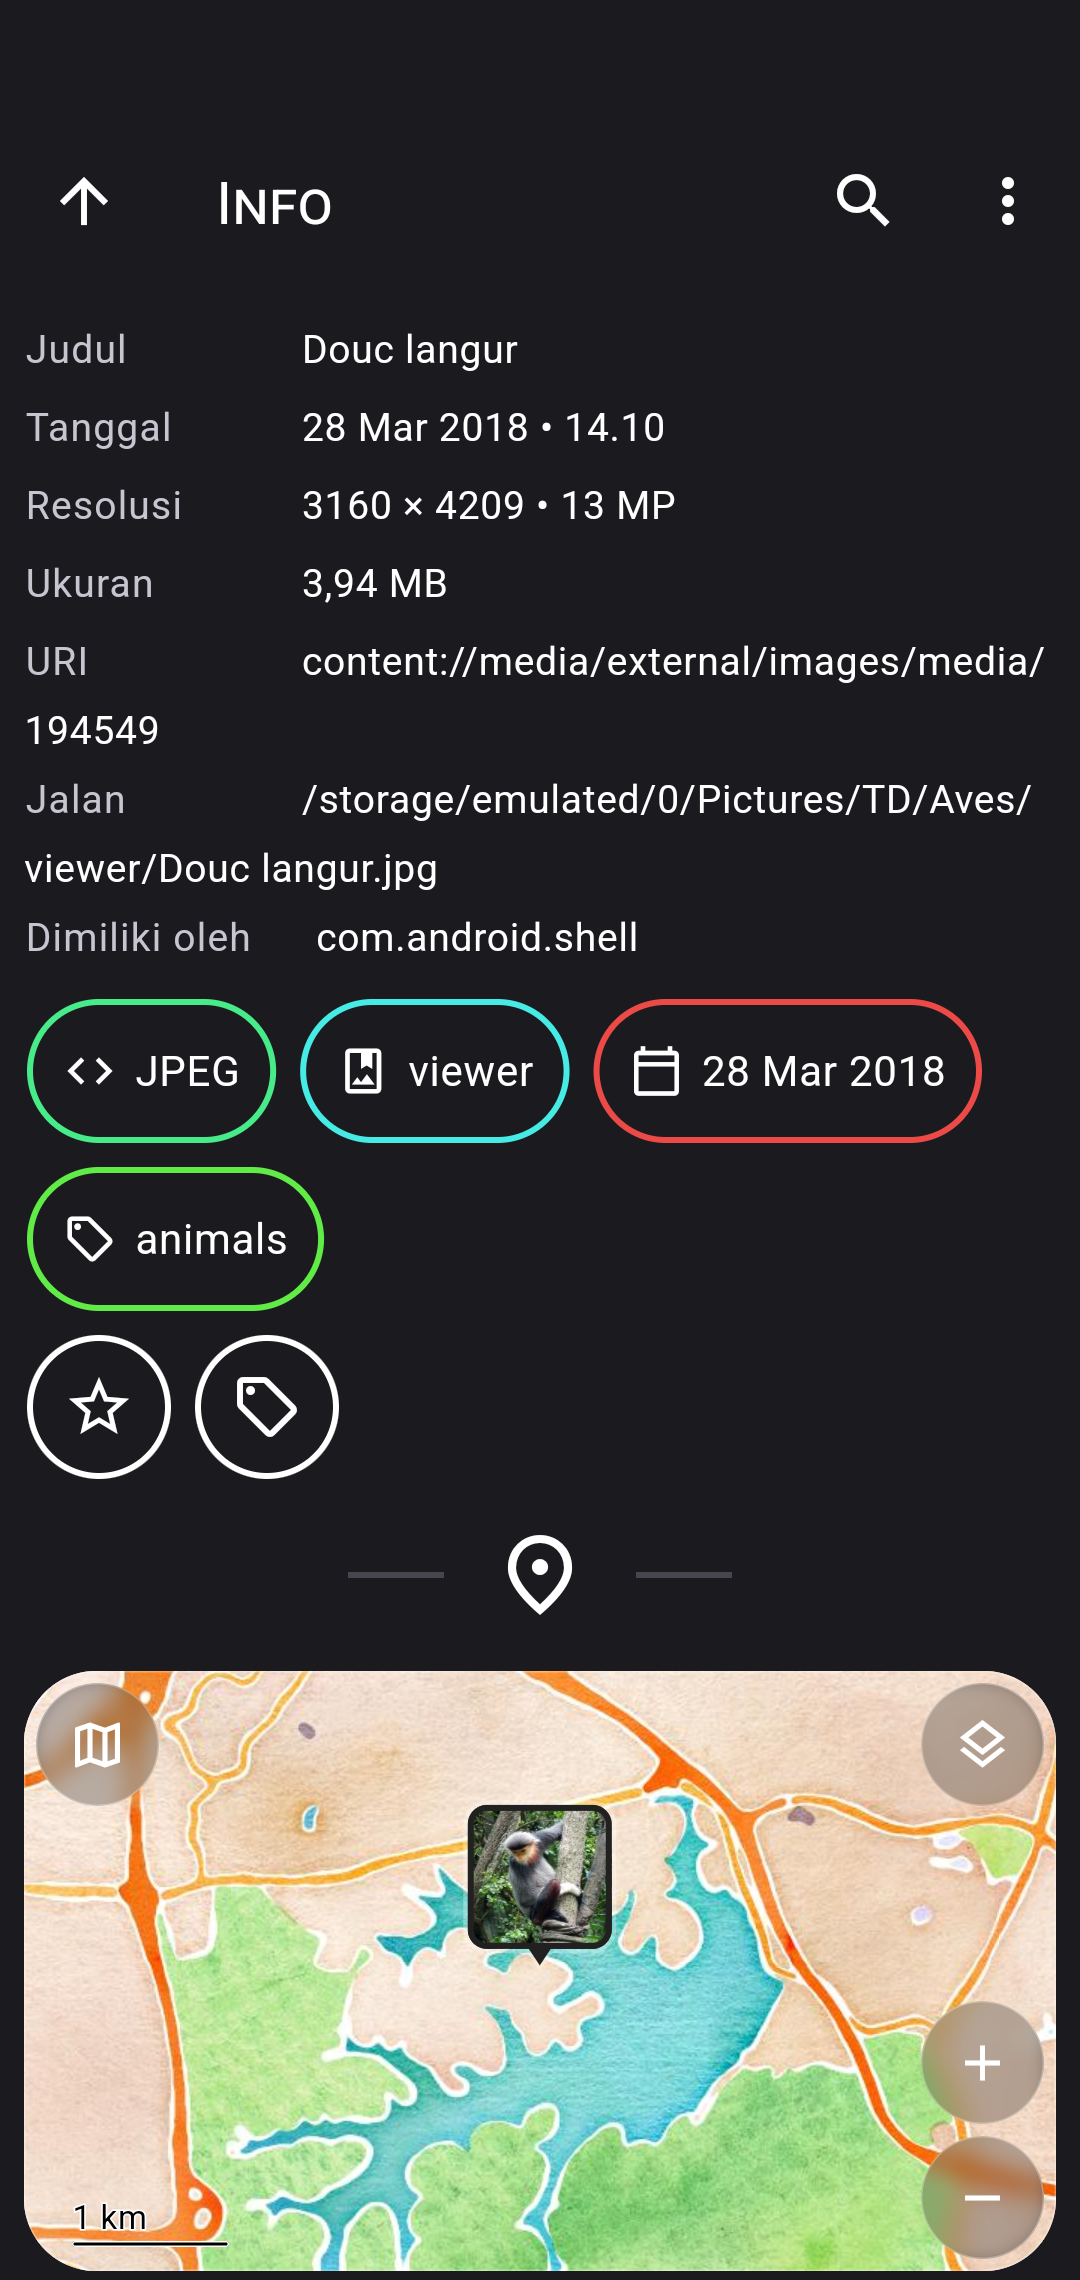 INFO
Judul Douc langur
Tanggal 28 Mar 2018 • 14.10
Resolusi 3160 × 4209 • 13 MP
Ukuran 3,94 MB
URI content://media/external/images/media/
194549
Jalan /storage/emulated/0/Pictures/TD/Aves/
viewer/Douc langur.jpg
Dimiliki oleh com.android.shell
JPEG viewer 28 Mar 2018
animals
1 km